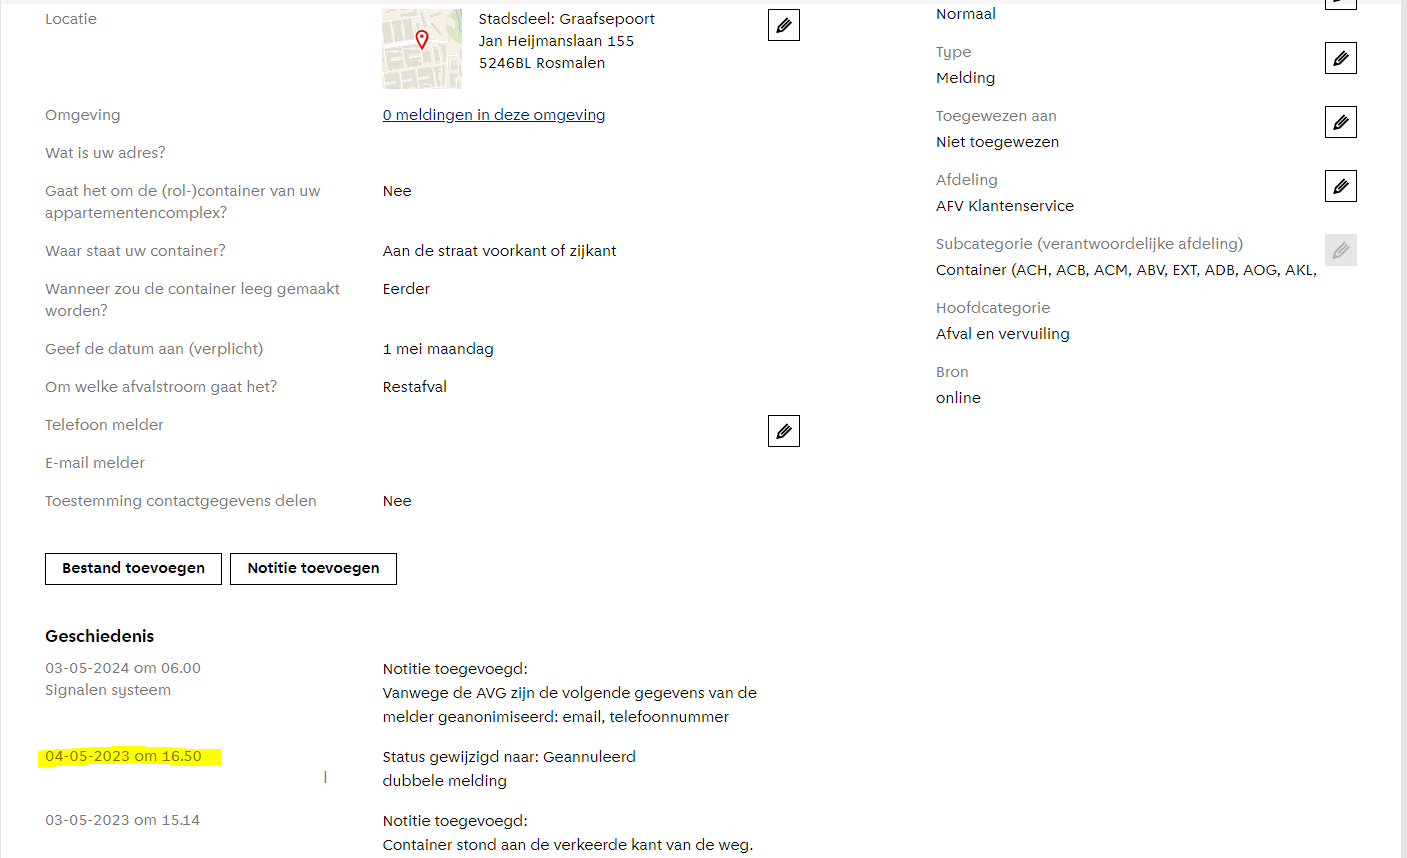 Locatie
Stadsdeel: Graafsepoort
Jan Heijmanslaan 155
5246BL Rosmalen
Omgeving
0 meldingen in deze omgeving
Wat is uw adres?
Gaat het om de (rol-)container van uw
appartementencomplex?
Nee
Waar staat uw container?
Aan de straat voorkant of zijkant
Wanneer zou de container leeg gemaakt
worden?
Eerder
Geef de datum aan (verplicht)
1 mei maandag
Om welke afvalstroom gaat het?
Restafval
Telefoon melder
E-mail melder
Toestemming contactgegevens delen
Nee
Bestand toevoegen
Notitie toevoegen
Geschiedenis
03-05-2024 om 06.00
Signalen systeem
Notitie toegevoegd:
Vanwege de AVG zijn de volgende gegevens van de
melder geanonimiseerd: email, telefoonnummer
04-05-2023 om 16.50
Status gewijzigd naar: Geannuleerd
dubbele melding
03-05-2023 om 15.14
Notitie toegevoegd:
Container stond aan de verkeerde kant van de weg.
Normaal
Type
Melding
Toegewezen aan
Niet toegewezen
Afdeling
AFV Klantenservice
Subcategorie (verantwoordelijke afdeling)
Container (ACH, ACB, ACM, ABV, EXT, ADB, AOG, AKL,
Hoofdcategorie
Afval en vervuiling
Bron
online